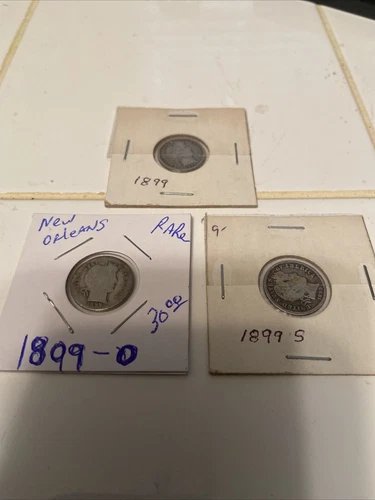 1899
New
ORleANS
RARe
30 00
1899-O
g'
1899 S